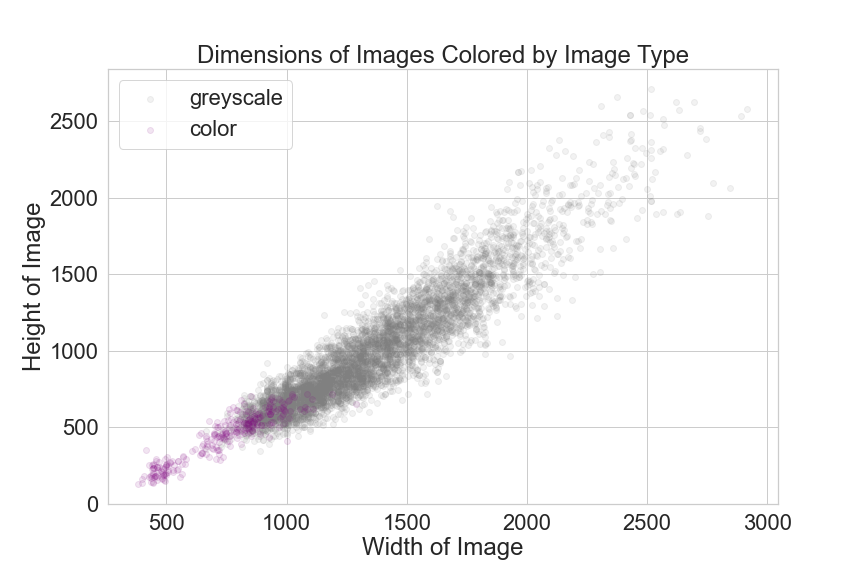 Dimensions of Images Colored by Image Type
greyscale
color
2500
2000
1500
1000
500
0
Height of Image
500
1000
1500
2000
2500
3000
Width of Image